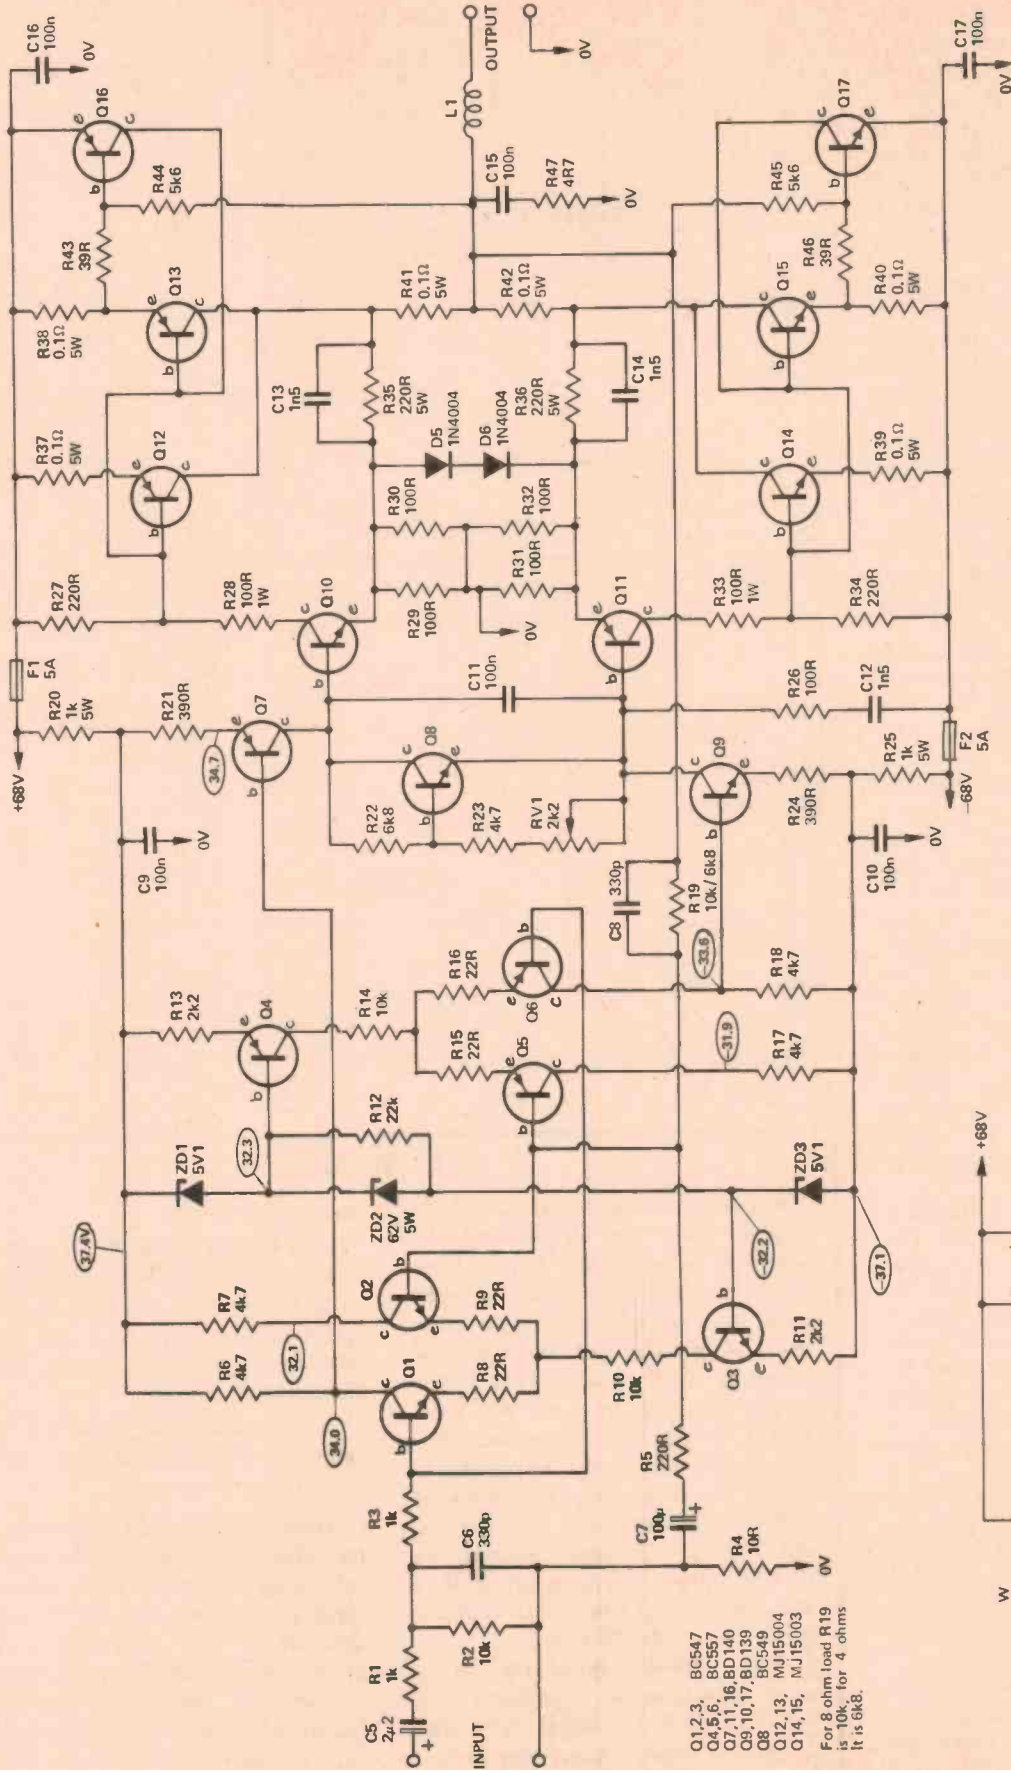 +68V
F1
5A
R20
1k
5W
R27
220R
R37
0.1Ω
5W
R38
0.1Ω
5W
C16
100n
0V
Q16
e
c
b
R43
39R
R44
5k6
Q13
e
c
b
Q12
e
c
b
R28
100R
1W
Q10
c
e
b
C13
1n5
R35
220R
5W
R41
0.1Ω
5W
L1
OUTPUT
0V
C15
100n
R47
4R7
0V
R42
0.1Ω
5W
D5
1N4004
D6
1N4004
R36
220R
5W
C14
1n5
R30
100R
R32
100R
R29
100R
R31
100R
0V
Q11
e
c
b
R33
100R
1W
R34
220R
Q14
c
e
b
R39
0.1Ω
5W
Q15
c
e
b
R40
0.1Ω
5W
R46
39R
R45
5k6
Q17
c
e
b
C17
100n
0V
37.4V
C9
100n
0V
R21
390R
34.7
Q7
e
c
b
C11
100n
Q8
c
e
b
R22
6k8
R23
4k7
RV1
2k2
R26
100R
C12
1n5
Q9
c
e
b
R24
390R
R25
1k
5W
F2
5A
−68V
C10
100n
0V
C8
330p
R19
10k/6k8
R13
2k2
Q4
e
c
b
R14
10k
R15
22R
R16
22R
Q5
e
c
b
Q6
e
c
b
-33.6
-31.9
R17
4k7
R18
4k7
ZD1
5V1
32.3
R12
22k
ZD2
62V
5W
ZD3
5V1
-32.2
-37.1
R6
4k7
R7
4k7
32.1
34.0
Q1
c
e
b
Q2
c
e
b
R8
22R
R9
22R
R10
10k
Q3
c
e
b
R11
2k2
C5
2µ2
+
INPUT
R1
1k
R2
10k
R3
1k
C6
330p
C7
100µ
+
R5
220R
R4
10R
0V
Q1,2,3, BC547
Q4,5,6, BC557
Q7,11,16,BD140
Q9,10,17,BD139
Q8 BC549
Q12,13, MJ15004
Q14,15, MJ15003
For 8 ohm load R19
is 10k, for 4 ohms
It is 6k8.
+68V
W